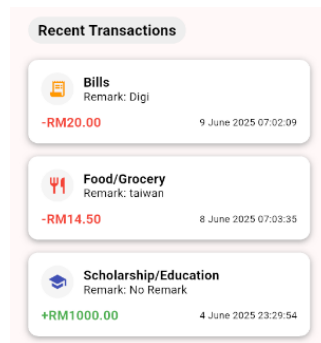 Recent Transactions
Bills
Remark: Digi
-RM20.00 9 June 2025 07:02:09
Food/Grocery
Remark: taiwan
-RM14.50 8 June 2025 07:03:35
Scholarship/Education
Remark: No Remark
+RM1000.00 4 June 2025 23:29:54